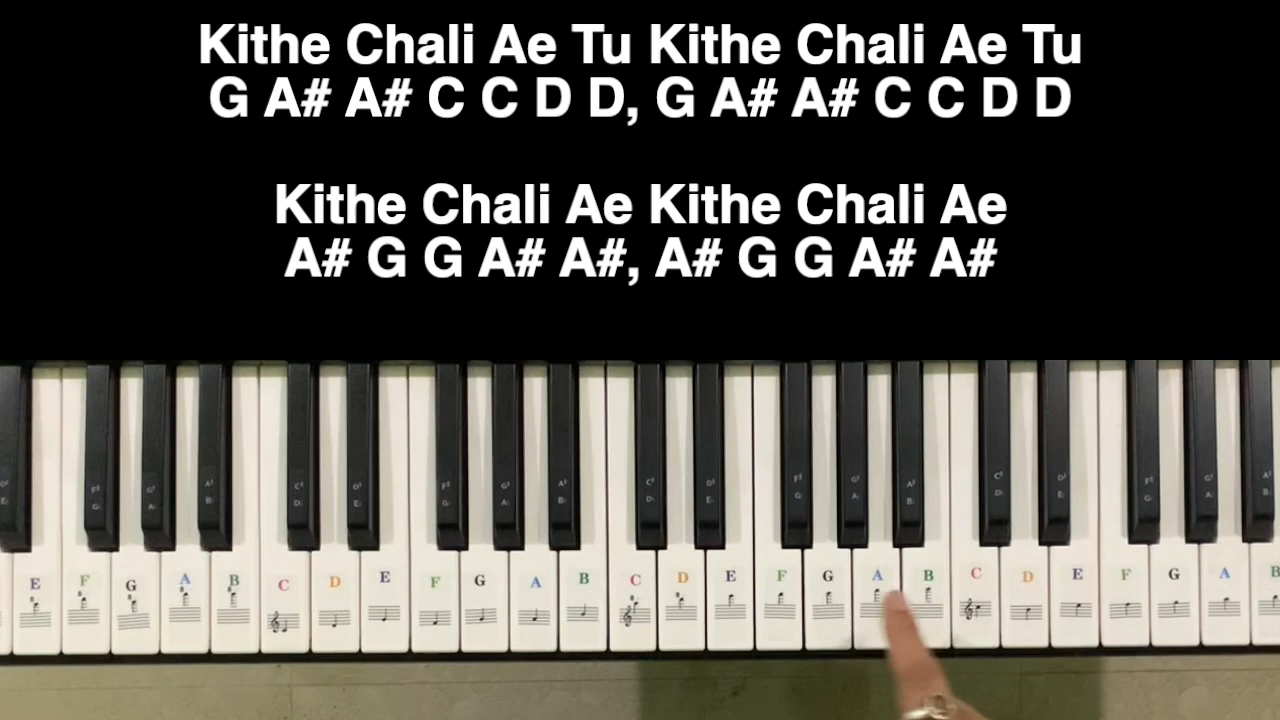 Kithe Chali Ae Tu Kithe Chali Ae Tu
G A# A# C C D D, G A# A# C C D D
Kithe Chali Ae Kithe Chali Ae
A# G G A# A#, A# G G A# A#
F# G# A# C# D# F# G# A# C# D# F# G# A# C# D# F# G# A#
E F G A B C D E F G A B C D E F G A B C D E F G A B